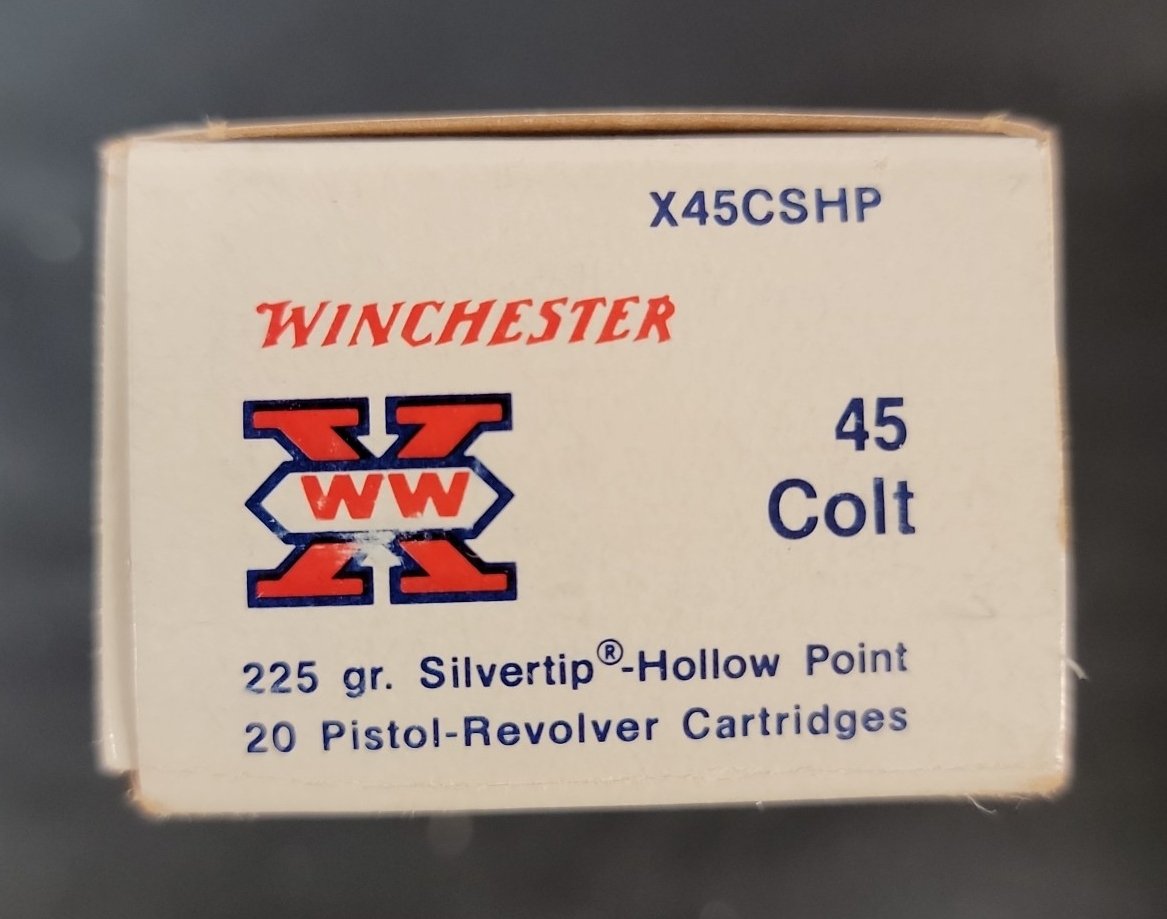 X45CSHP
WINCHESTER
WW
45
Colt
225 gr. Silvertip®-Hollow Point
20 Pistol-Revolver Cartridges